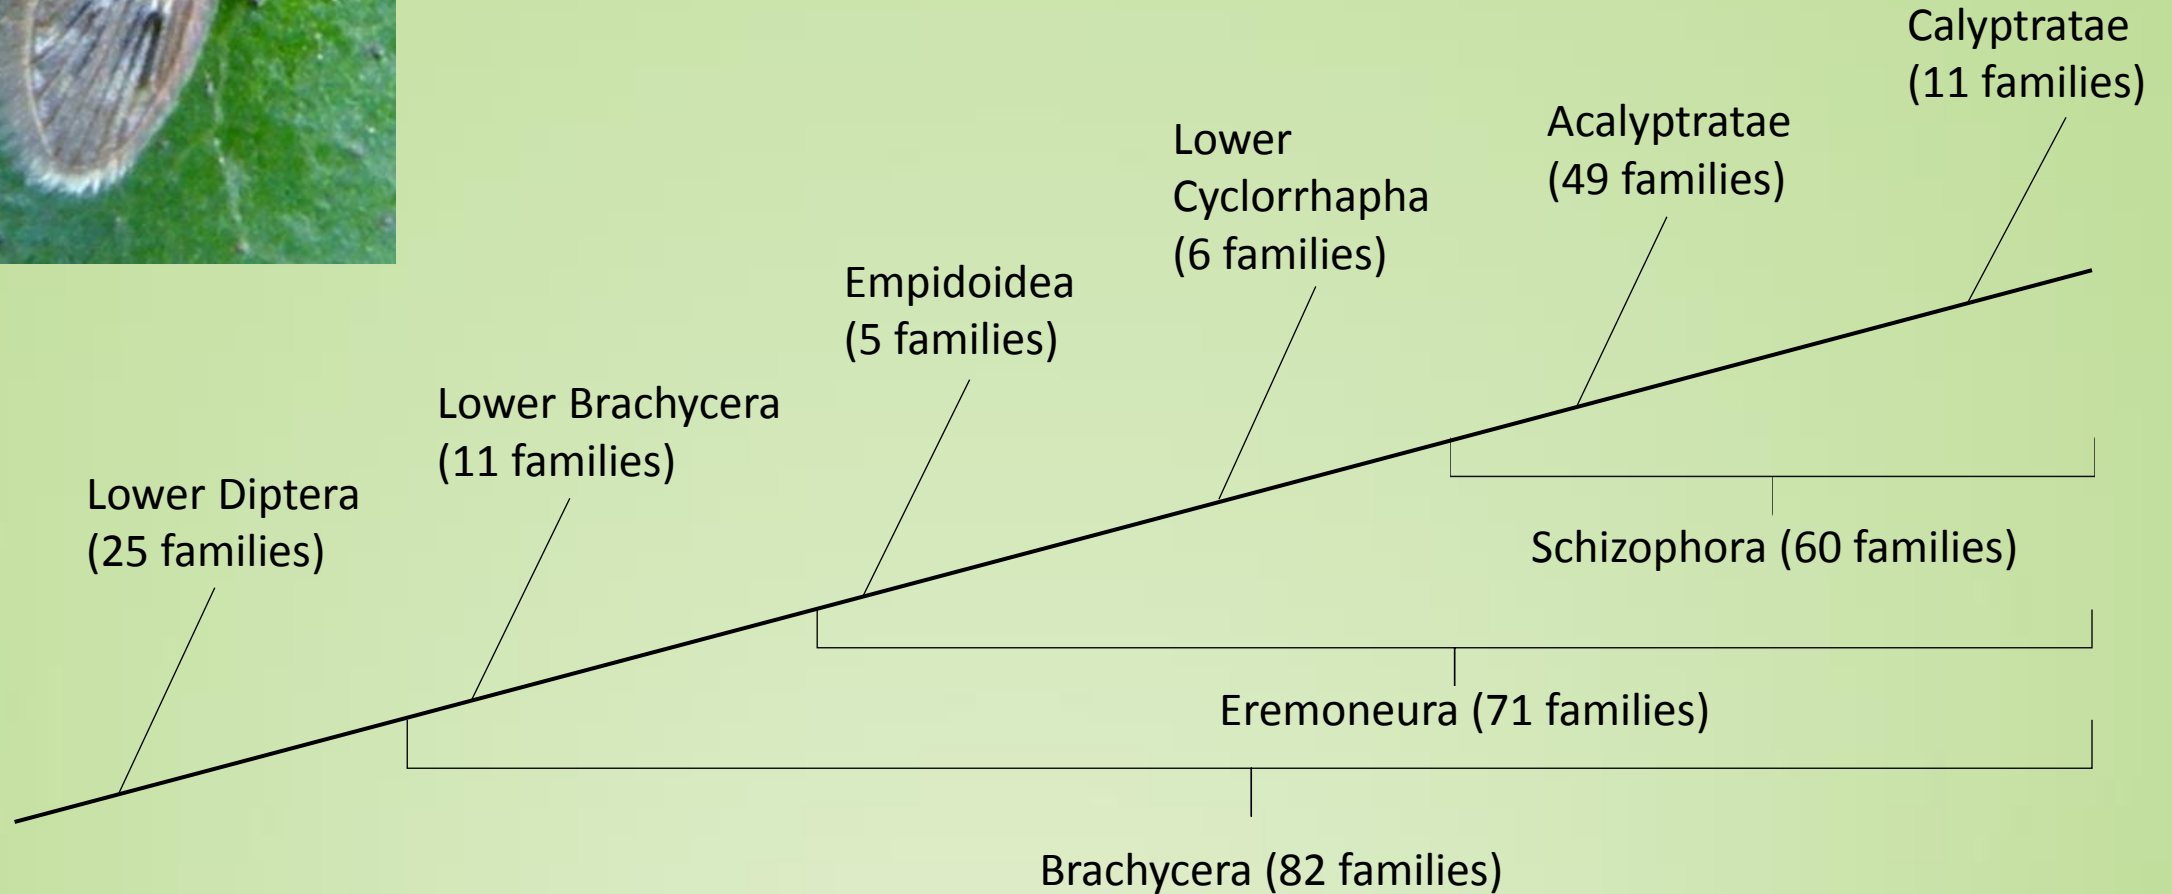 Calyptratae
(11 families)
Acalyptratae
(49 families)
Lower
Cyclorrhapha
(6 families)
Empidoidea
(5 families)
Lower Brachycera
(11 families)
Lower Diptera
(25 families)
Schizophora (60 families)
Eremoneura (71 families)
Brachycera (82 families)